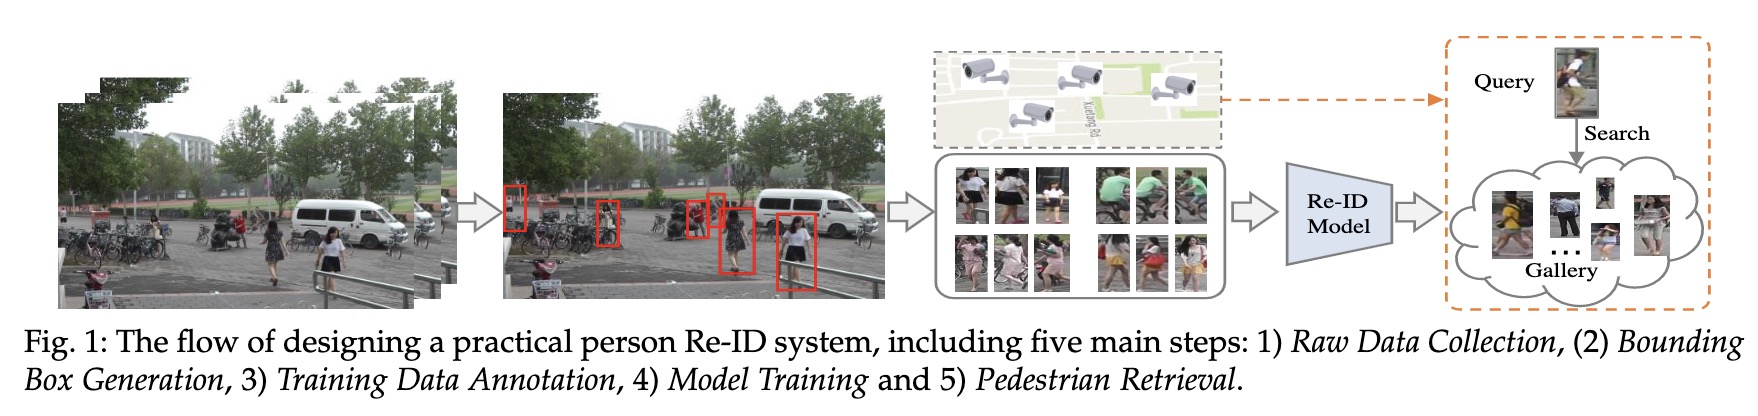 Xueliang Rd
Query
Search
Re-ID
Model
...
Gallery
Fig. 1: The flow of designing a practical person Re-ID system, including five main steps: 1) Raw Data Collection, (2) Bounding
Box Generation, 3) Training Data Annotation, 4) Model Training and 5) Pedestrian Retrieval.